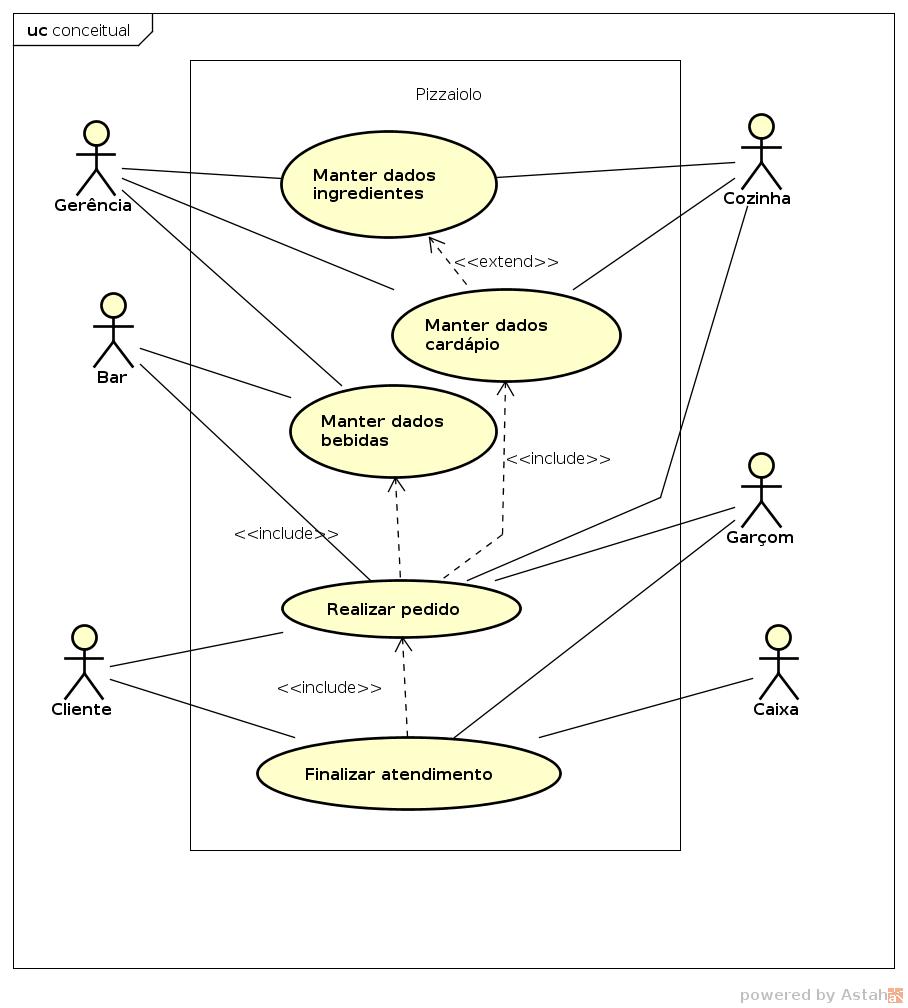 uc conceitual
Pizzaiolo
Gerência
Manter dados
ingredientes
Cozinha
<<extend>>
Manter dados
cardápio
Bar
Manter dados
bebidas
<<include>>
<<include>>
Garçom
Realizar pedido
Cliente
<<include>>
Caixa
Finalizar atendimento
powered by Astah